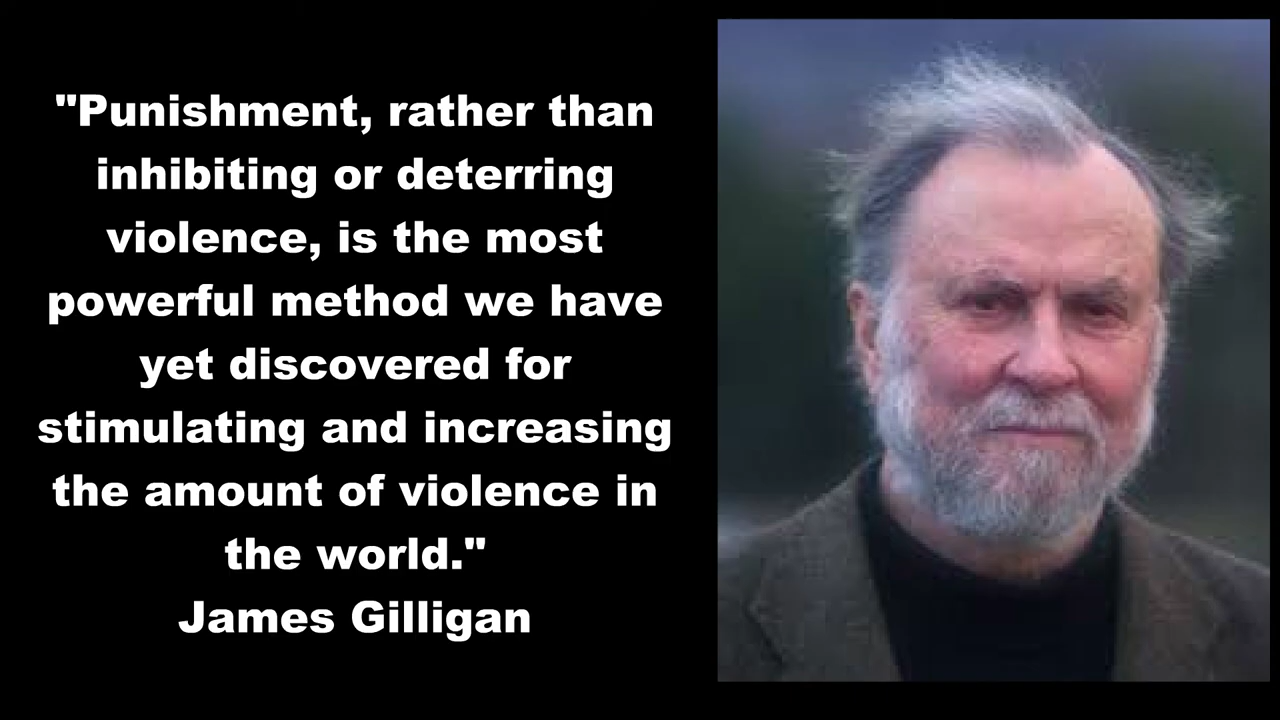 "Punishment, rather than
inhibiting or deterring
violence, is the most
powerful method we have
yet discovered for
stimulating and increasing
the amount of violence in
the world."
James Gilligan